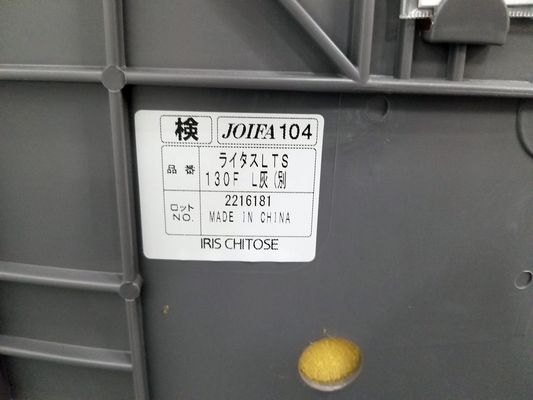 検 JOIFA 104
品番 ライタスLTS
130F L灰(別
ロット 2216181
NO. MADE IN CHINA
IRIS CHITOSE